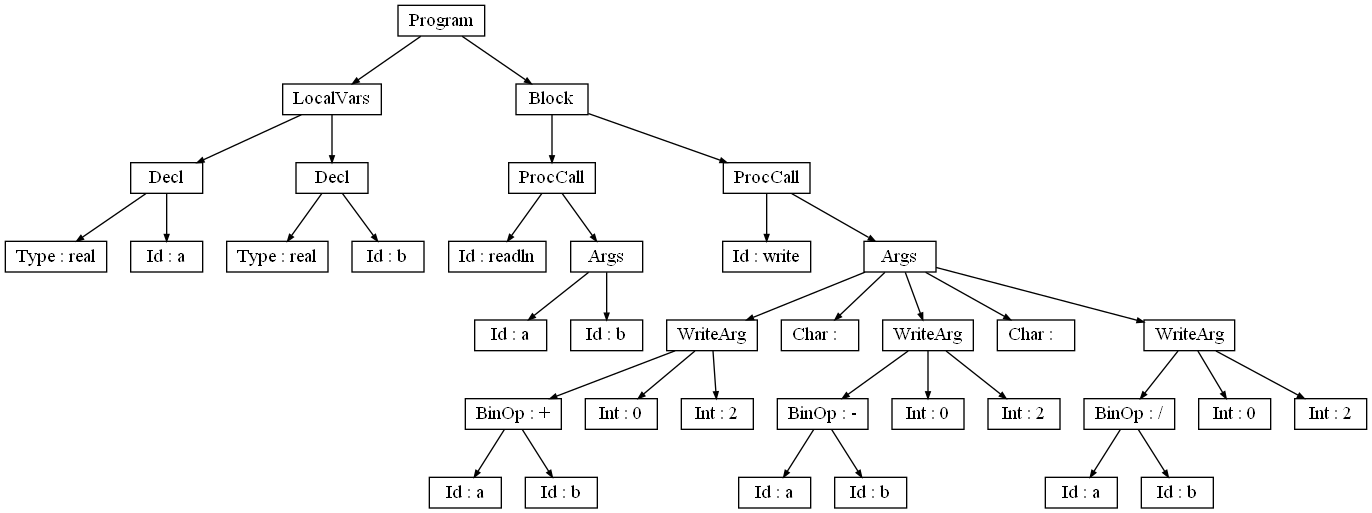 Program
LocalVars Block
Decl Decl ProcCall ProcCall
Type : real Id : a Type : real Id : b Id : readln Args Id : write Args
Id : a Id : b WriteArg Char : WriteArg Char : WriteArg
BinOp : + Int : 0 Int : 2 BinOp : - Int : 0 Int : 2 BinOp : / Int : 0 Int : 2
Id : a Id : b Id : a Id : b Id : a Id : b